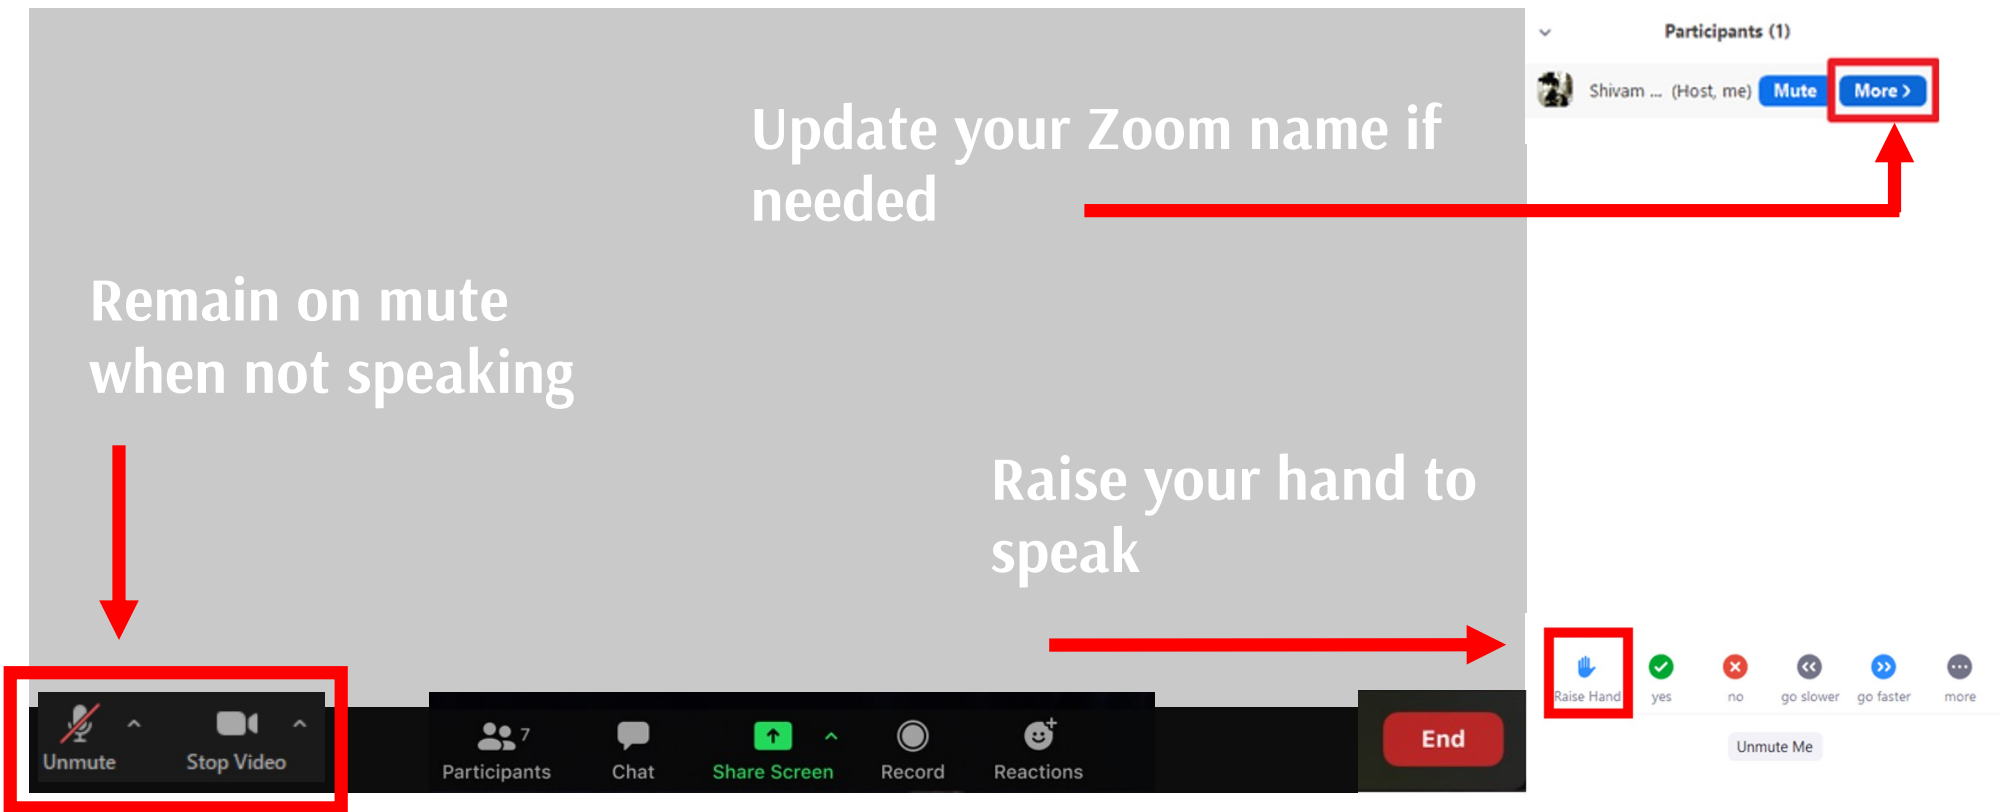 Participants (1)
Shivam ... (Host, me) Mute More >
Update your Zoom name if
needed
Remain on mute
when not speaking
Raise your hand to
speak
Raise Hand yes no go slower go faster more
Unmute Me
Unmute Stop Video
7
Participants Chat Share Screen Record Reactions
End